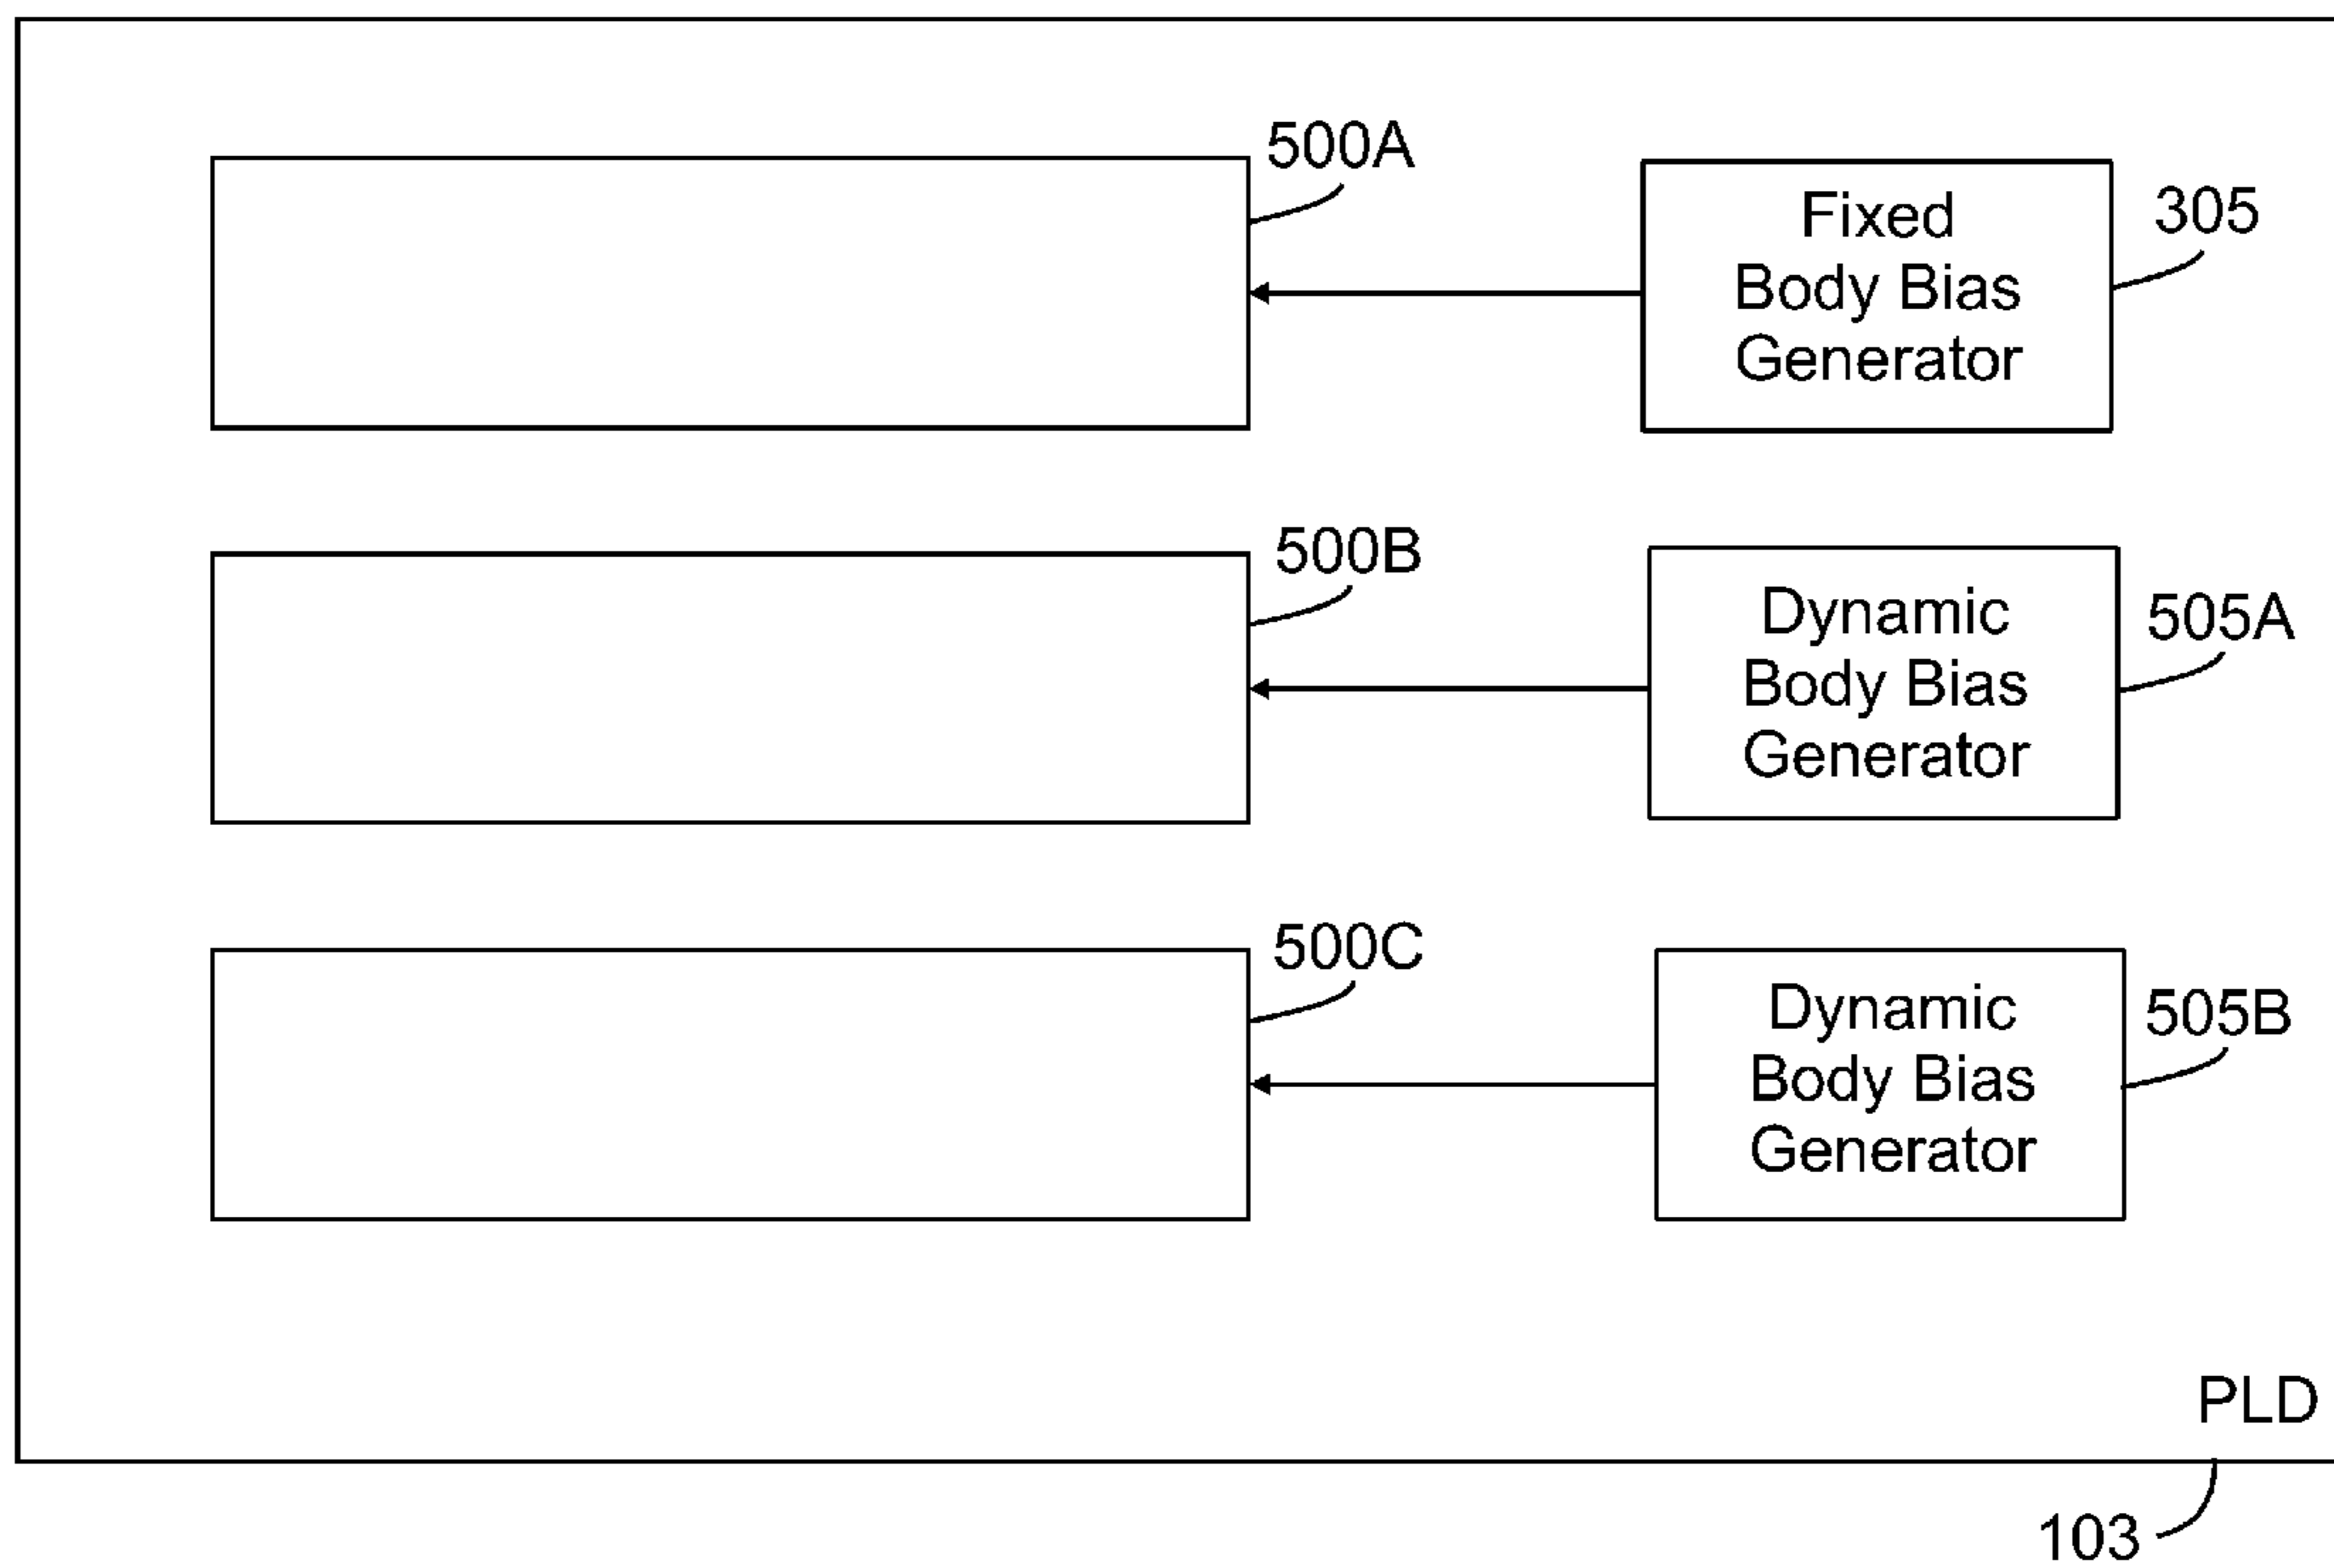 500A
Fixed
Body Bias
Generator
305
500B
Dynamic
Body Bias
Generator
505A
500C
Dynamic
Body Bias
Generator
505B
PLD
103